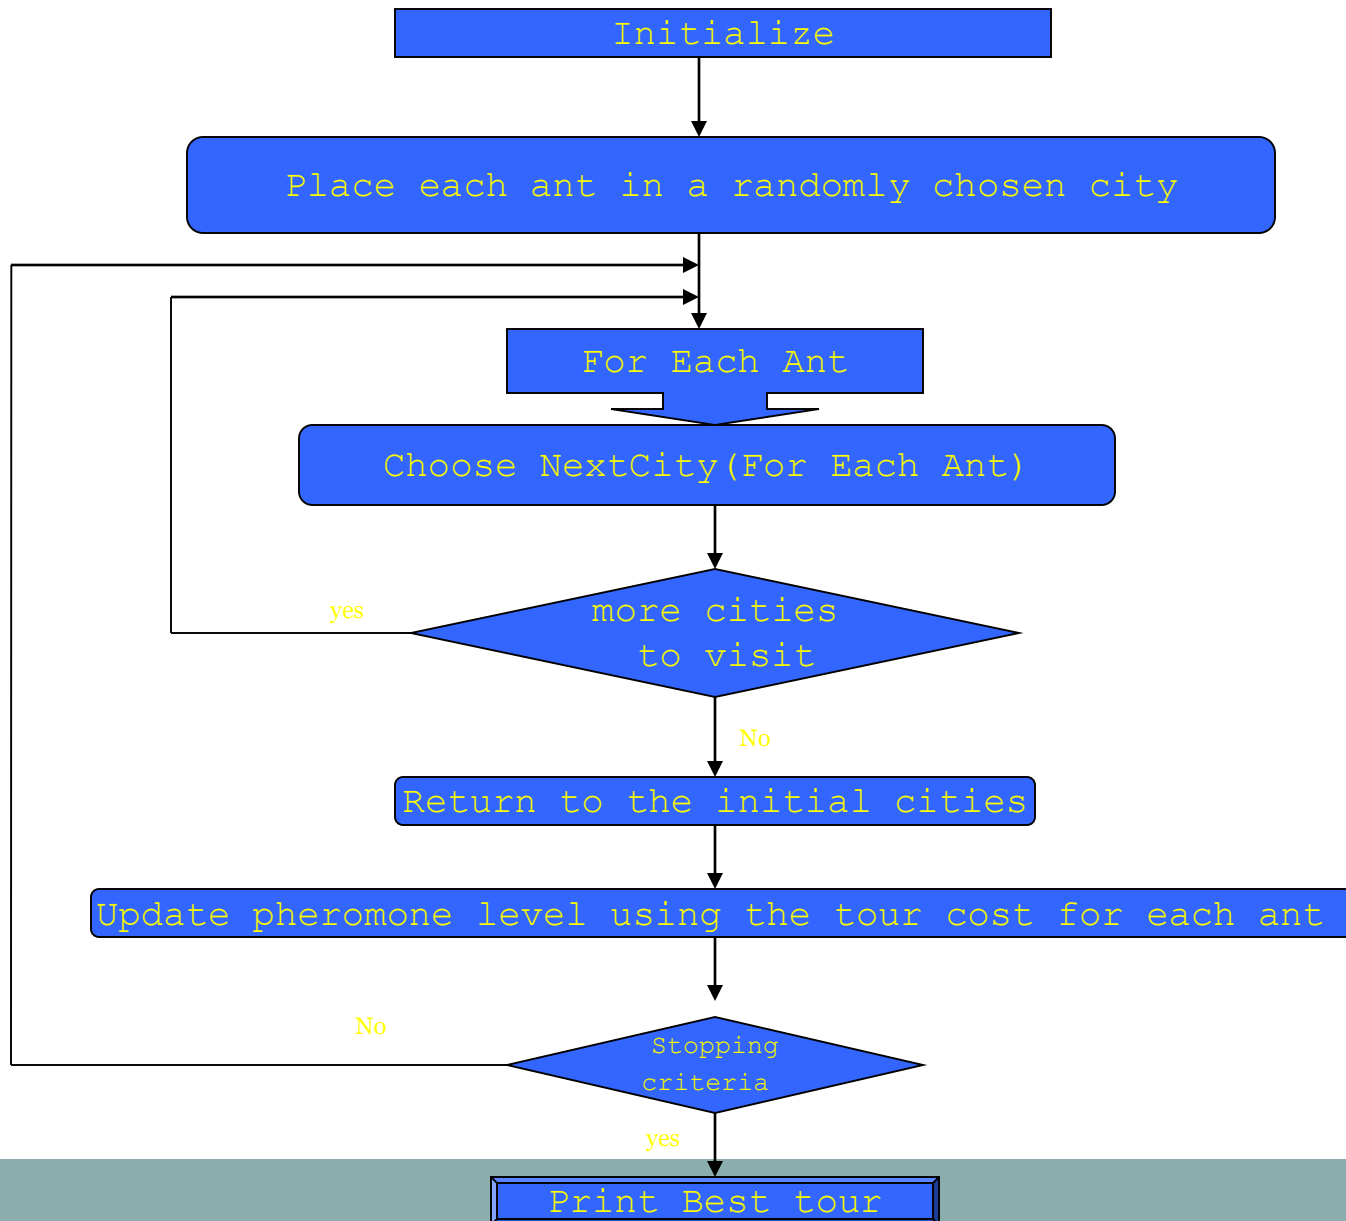 Initialize
Place each ant in a randomly chosen city
For Each Ant
Choose NextCity(For Each Ant)
yes
more cities
to visit
No
Return to the initial cities
Update pheromone level using the tour cost for each ant
No
Stopping
criteria
yes
Print Best tour